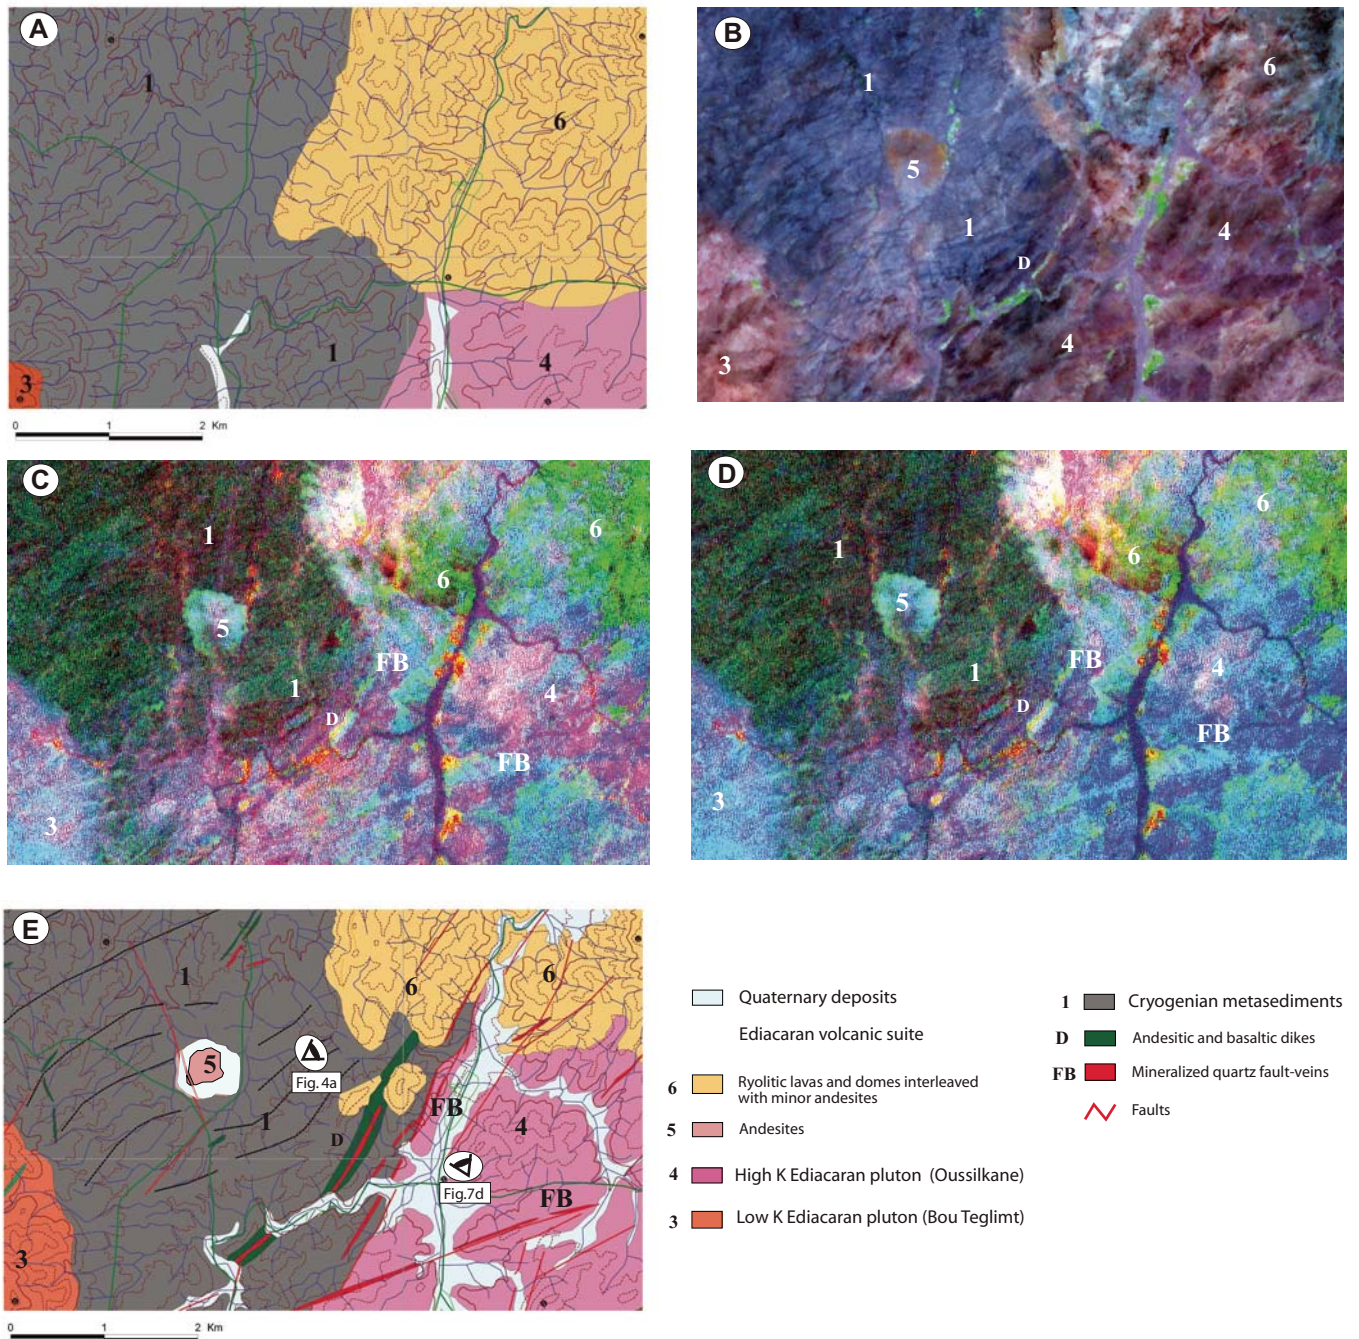 A
1
6
1
3
4
0 1 2 Km
B
1
6
5
1
4
D
4
3
C
1
6
6
5
FB
4
1
D
FB
3
D
1
6
6
5
FB
4
1
D
FB
3
E
1
6
6
5
Fig. 4a
1
FB
4
D
Fig.7d
FB
3
0 1 2 Km
Quaternary deposits
Ediacaran volcanic suite
6 Ryolitic lavas and domes interleaved
with minor andesites
5 Andesites
4 High K Ediacaran pluton (Oussilkane)
3 Low K Ediacaran pluton (Bou Teglimt)
1 Cryogenian metasediments
D Andesitic and basaltic dikes
FB Mineralized quartz fault-veins
Faults